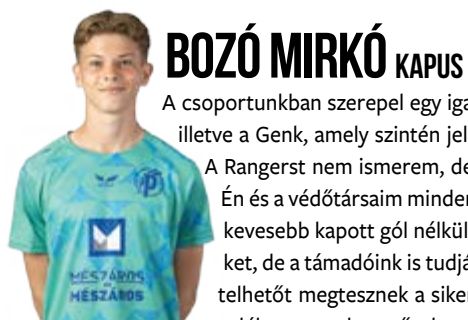 BOZÓ MIRKÓ KAPUS
A csoportunkban szerepel egy iga
illetve a Genk, amely szintén jel
A Rangerst nem ismerem, de
Én és a védőtársaim minden
kevesebb kapott gól nélkül
ket, de a támadóink is tudjá
telhetőt megtesznek a siker
M
MÉSZÁROS
MÉSZÁROS